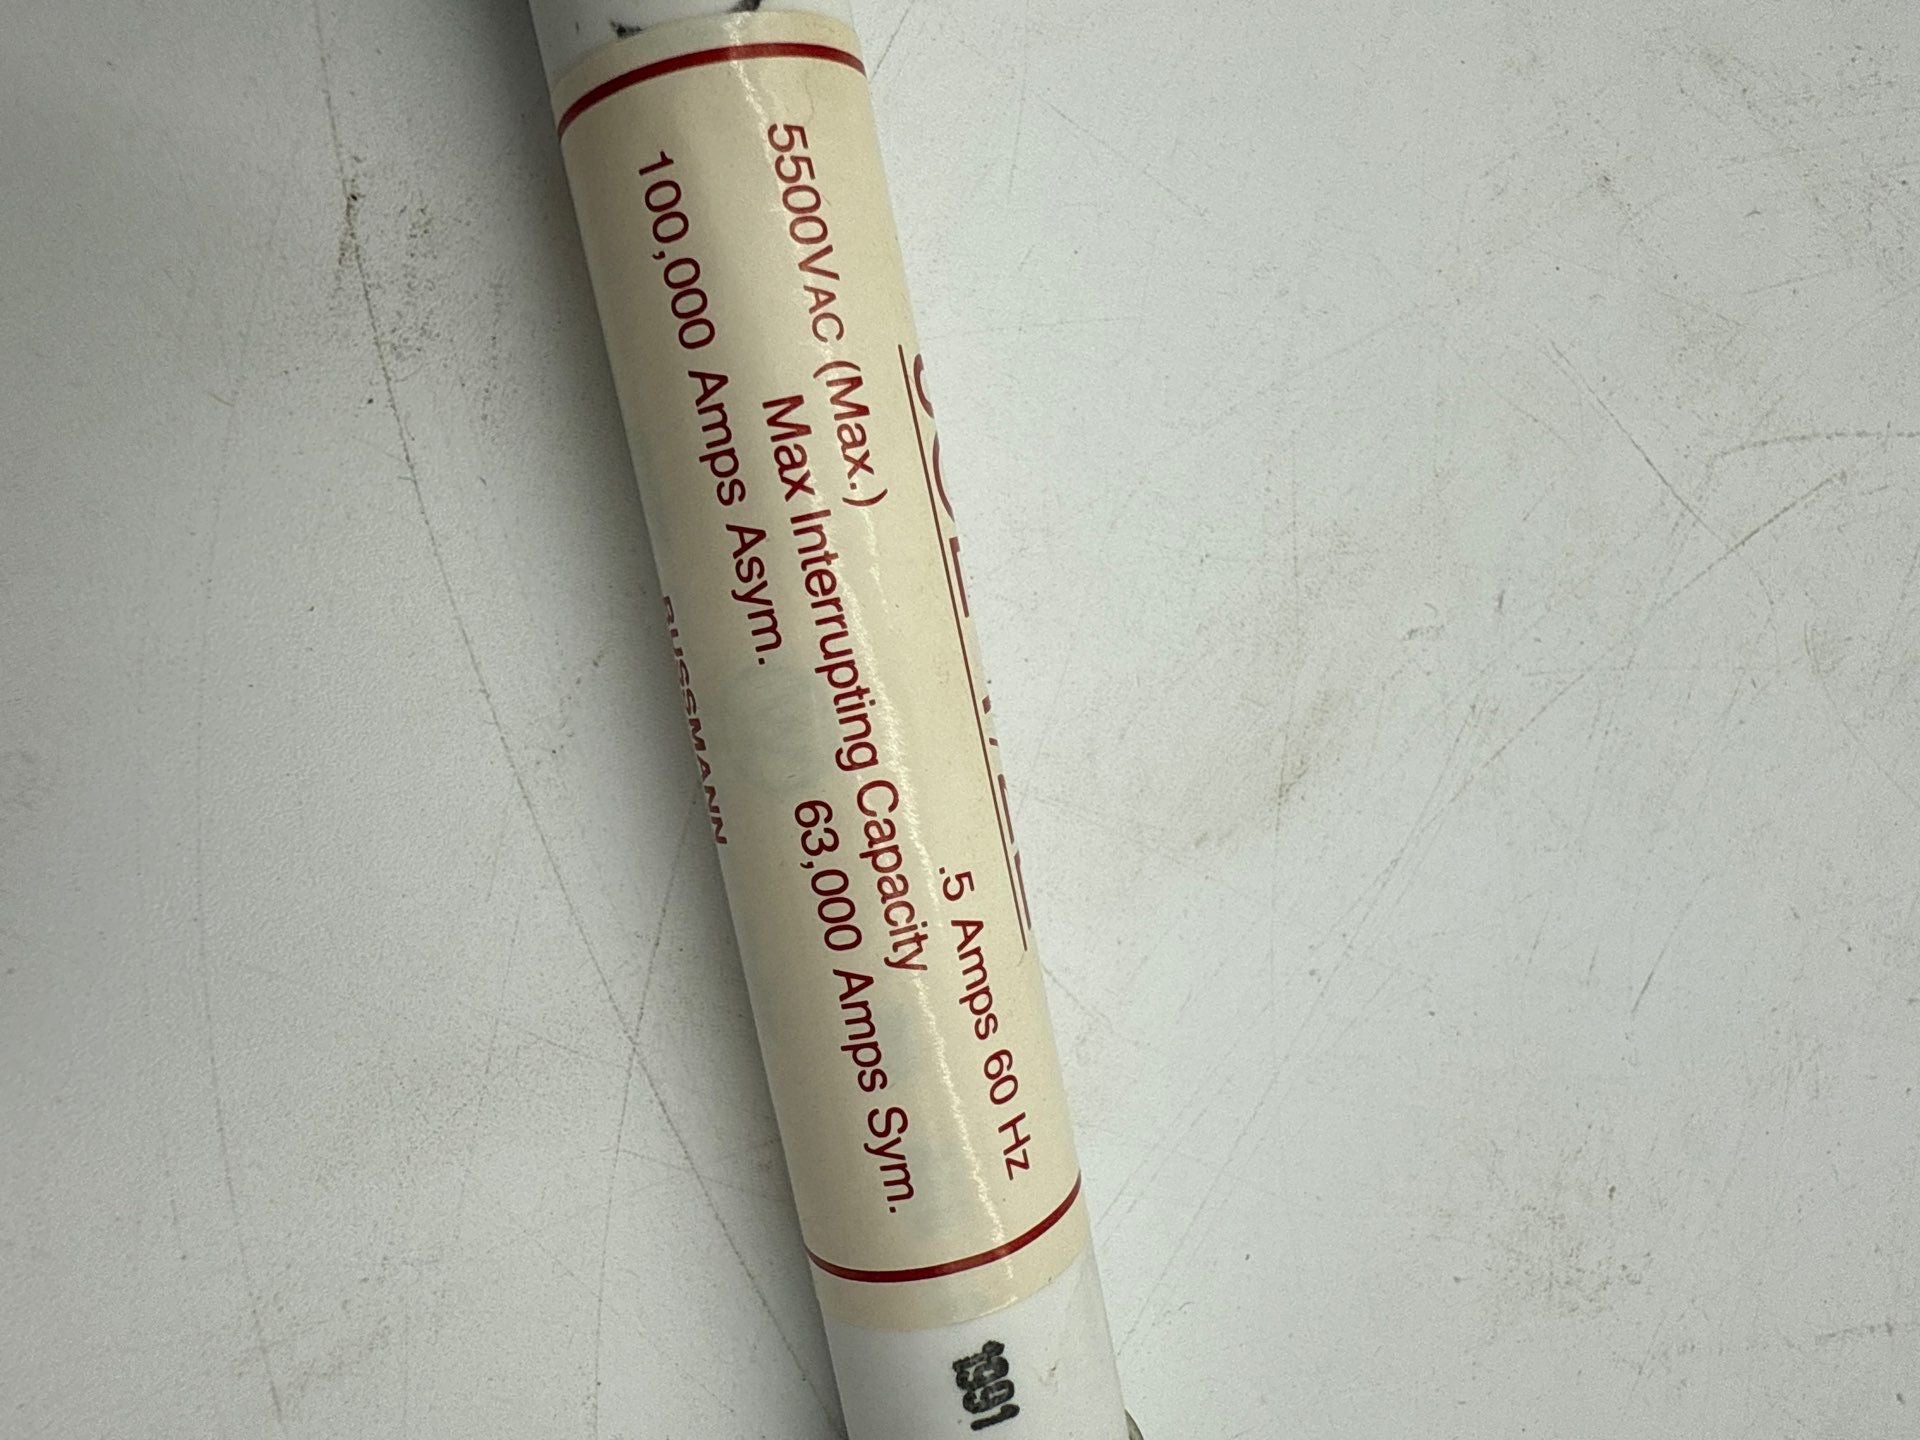 5500VAC (Max.)
.5 Amps 60 Hz
Max Interrupting Capacity
100,000 Amps Asym.
63,000 Amps Sym.
BUSSMANN
1991